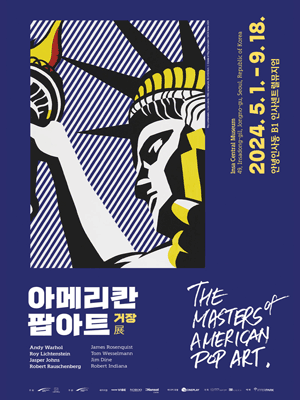 2024. 5. 1. – 9. 18.
안녕인사동 B1 인사센트럴뮤지엄
Insa Central Museum
49, Insadong-gil, Jongno-gu, Seoul, Republic of Korea
아메리칸
팝아트 거장
展
THE
MASTERS of
AMERICAN
POP ART.
Andy Warhol
Roy Lichtenstein
Jasper Johns
Robert Rauschenberg
James Rosenquist
Tom Wesselmann
Jim Dine
Robert Indiana